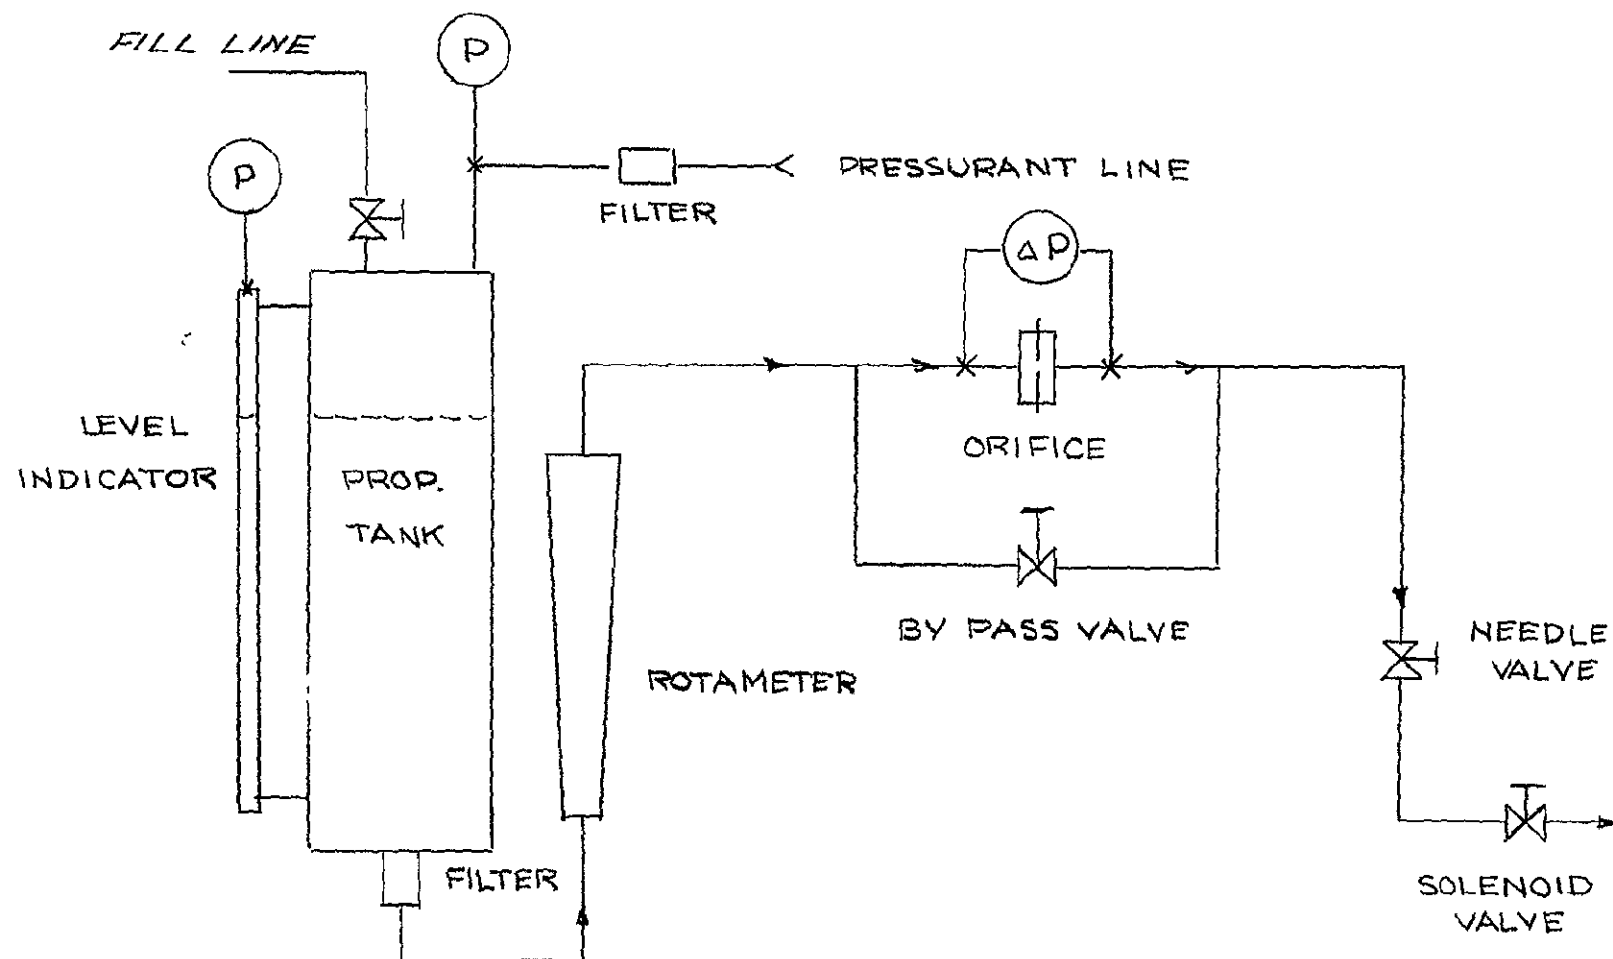 FILL LINE
P
P
PRESSURANT LINE
FILTER
Δ P
LEVEL
INDICATOR
PROP.
TANK
ORIFICE
BY PASS VALVE
ROTAMETER
NEEDLE
VALVE
FILTER
SOLENOID
VALVE